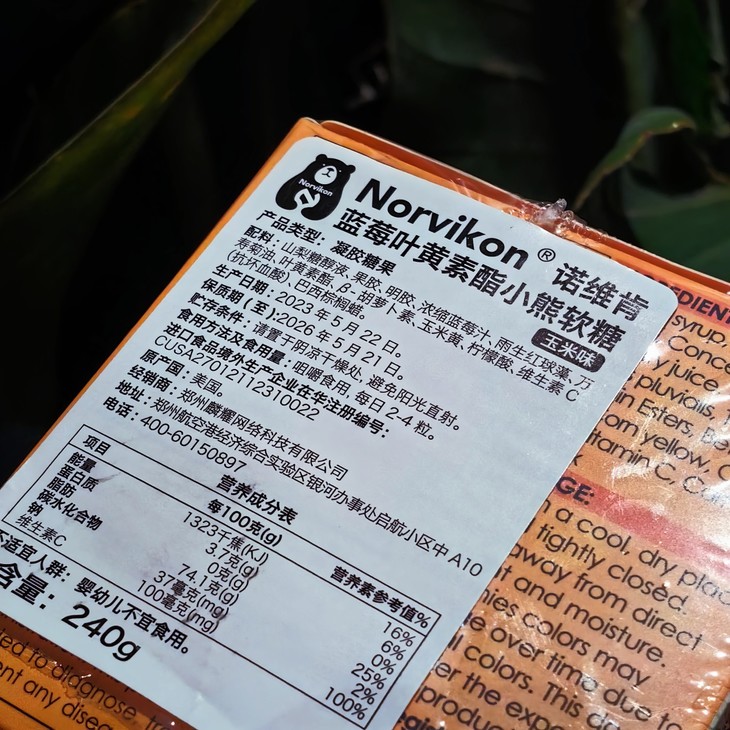 Norvikon
Norvikon® 诺维肯
蓝莓叶黄素酯小熊软糖
玉米味
产品类型：凝胶糖果
配料：山梨糖醇液、果胶、明胶、浓缩蓝莓汁、雨生红球藻、万
寿菊油、叶黄素酯、β-胡萝卜素、玉米黄、柠檬酸、维生素C
(抗坏血酸)、巴西棕榈蜡。
生产日期：2023年5月22日。
保质期（至）：2026年5月21日。
贮存条件：请置于阴凉干燥处，避免阳光直射。
食用方法及食用量：咀嚼食用，每日2-4粒。
进口食品境外生产企业在华注册编号：
CUSA27012112310022
原产国：美国。
经销商：郑州麟耀网络科技有限公司
地址：郑州航空港经济综合实验区银河办事处启航小区中A10
电话：400-60150897
营养成分表
项目 每100克(g) 营养素参考值%
能量 1323千焦(KJ) 16%
蛋白质 3.7克(g) 6%
脂肪 0克(g) 0%
碳水化合物 74.1克(g) 25%
钠 37毫克(mg) 2%
维生素C 100毫克(mg) 100%
不适宜人群：婴幼儿不宜食用。
含量：240g
syrup,
juice,
pluvialis,
in Esters,
om yellow,
tamin C,
GE:
n a cool, dry
tightly closed.
away from direct
t and moisture.
ies colors may
e over time due to
l colors. This
er the
produc
ed to diagnose,
ent any